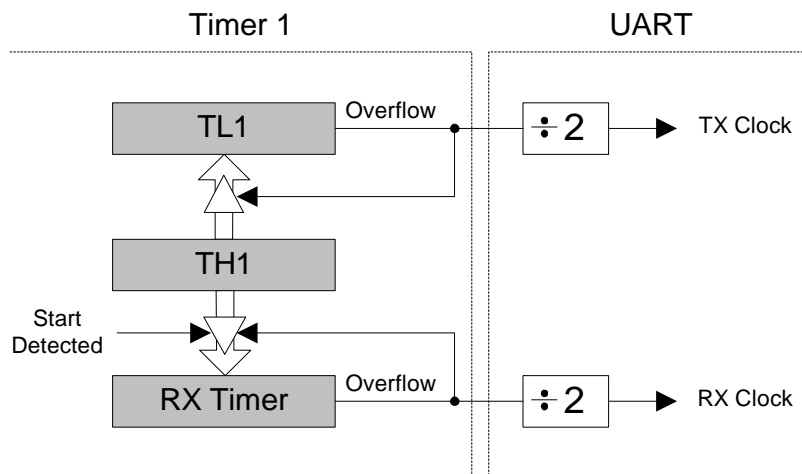 Timer 1
UART
TL1
Overflow
÷ 2
TX Clock
TH1
Start
Detected
RX Timer
Overflow
÷ 2
RX Clock